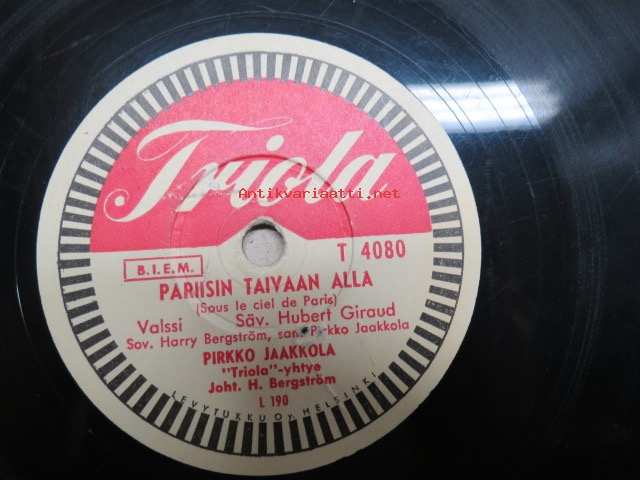 Triola
Antikvariaatti.net
B.I.E.M.
T 4080
PARIISIN TAIVAAN ALLA
(Sous le ciel de Paris)
Valssi Säv. Hubert Giraud
Sov. Harry Bergström, san. Pirkko Jaakkola
PIRKKO JAAKKOLA
"Triola"-yhtye
Joht. H. Bergström
L 190
LEVYTUKKU OY, HELSINKI